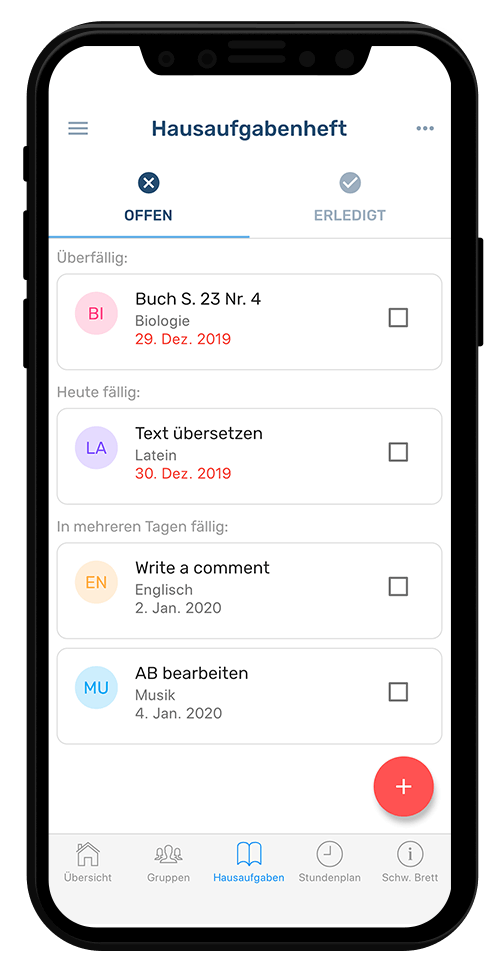 Hausaufgabenheft
OFFEN
ERLEDIGT
Überfällig:
BI
Buch S. 23 Nr. 4
Biologie
29. Dez. 2019
Heute fällig:
LA
Text übersetzen
Latein
30. Dez. 2019
In mehreren Tagen fällig:
EN
Write a comment
Englisch
2. Jan. 2020
MU
AB bearbeiten
Musik
4. Jan. 2020
Übersicht
Gruppen
Hausaufgaben
Stundenplan
Schw. Brett